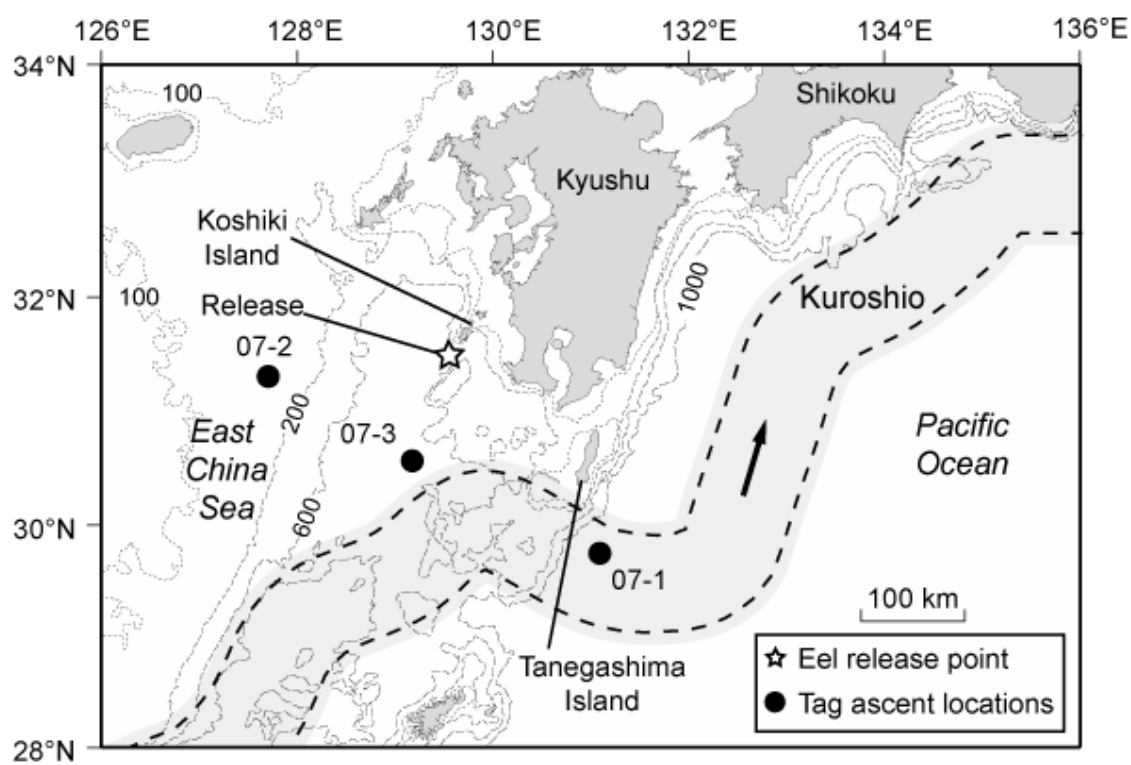 126°E 128°E 130°E 132°E 134°E 136°E
34°N
100
Shikoku
Kyushu
Koshiki
Island
100
32°N
Release
1000
Kuroshio
07-2
200
East
China
Sea
07-3
Pacific
Ocean
600
30°N
07-1
100 km
Tanegashima
Island
Eel release point
Tag ascent locations
28°N